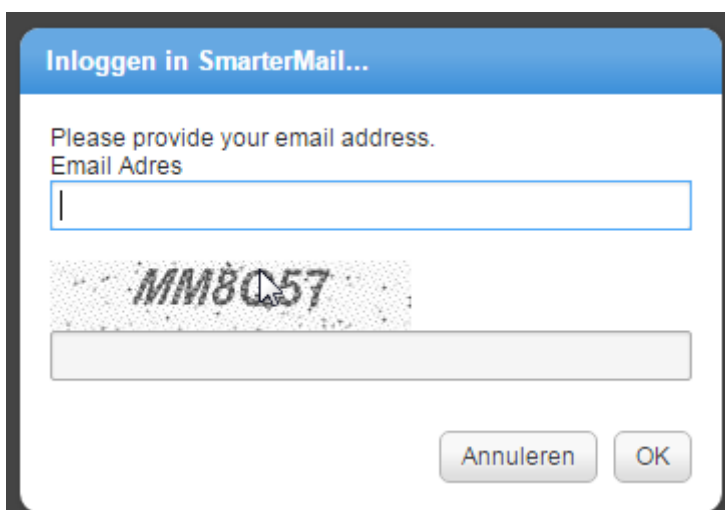 Inloggen in SmarterMail...
Please provide your email address.
Email Adres
Annuleren
OK